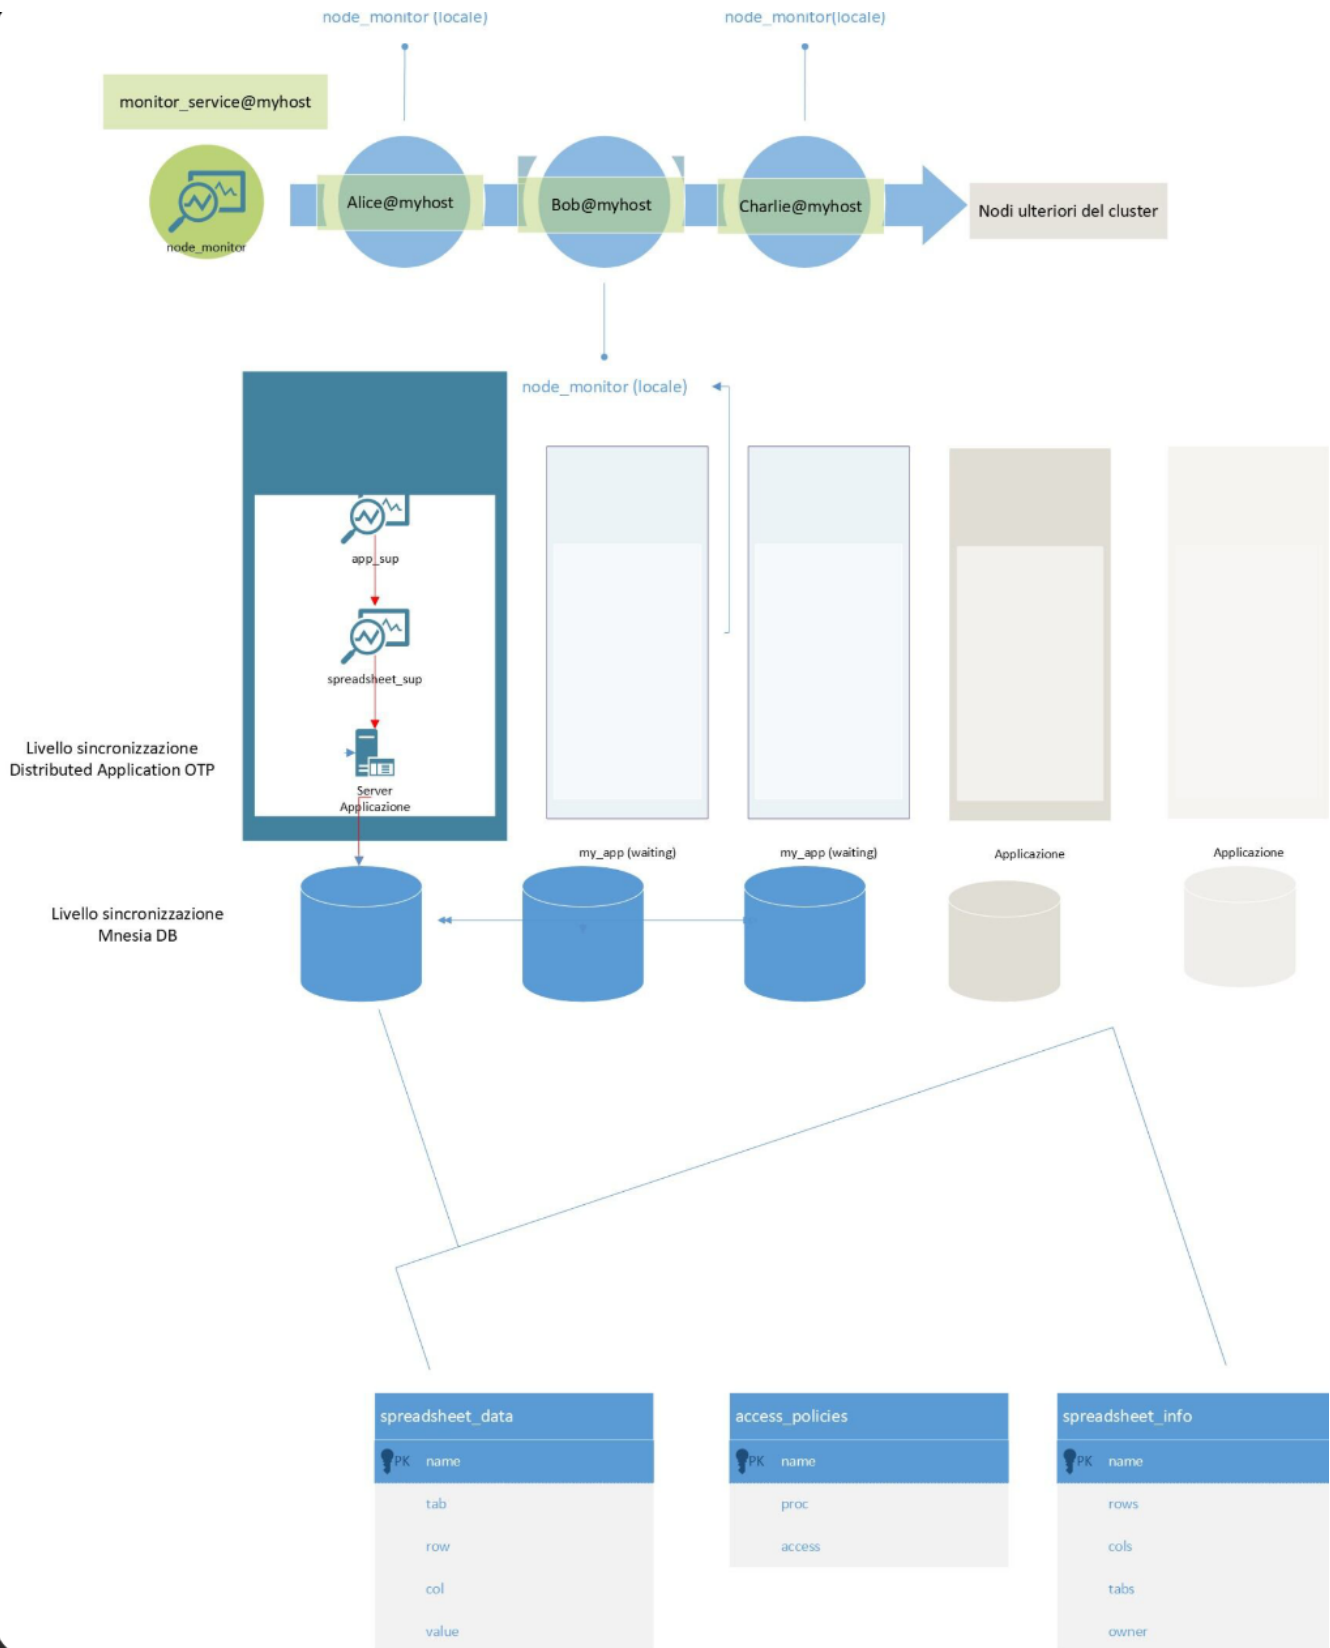 node_monitor (locale)
node_monitor(locale)
monitor_service@myhost
Alice@myhost
Bob@myhost
Charlie@myhost
Nodi ulteriori del cluster
node_monitor
node_monitor (locale)
app_sup
spreadsheet_sup
Livello sincronizzazione
Distributed Application OTP
Server
Applicazione
my_app (waiting)
my_app (waiting)
Applicazione
Applicazione
Livello sincronizzazione
Mnesia DB
spreadsheet_data
PK name
tab
row
col
value
access_policies
PK name
proc
access
spreadsheet_info
PK name
rows
cols
tabs
owner